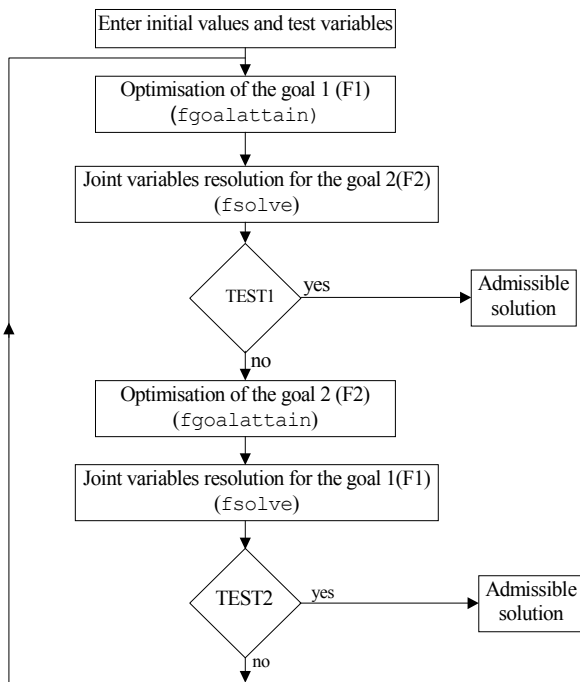 Enter initial values and test variables
Optimisation of the goal 1 (F1)
(fgoalattain)
Joint variables resolution for the goal 2(F2)
(fsolve)
TEST1
yes
Admissible
solution
no
Optimisation of the goal 2 (F2)
(fgoalattain)
Joint variables resolution for the goal 1(F1)
(fsolve)
TEST2
yes
Admissible
solution
no